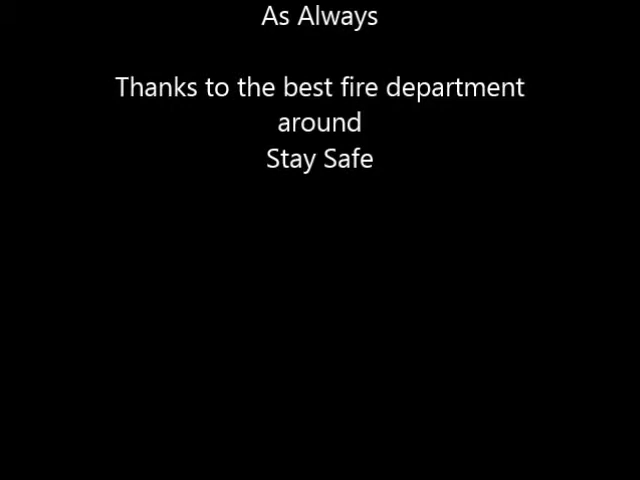 As Always
Thanks to the best fire department
around
Stay Safe